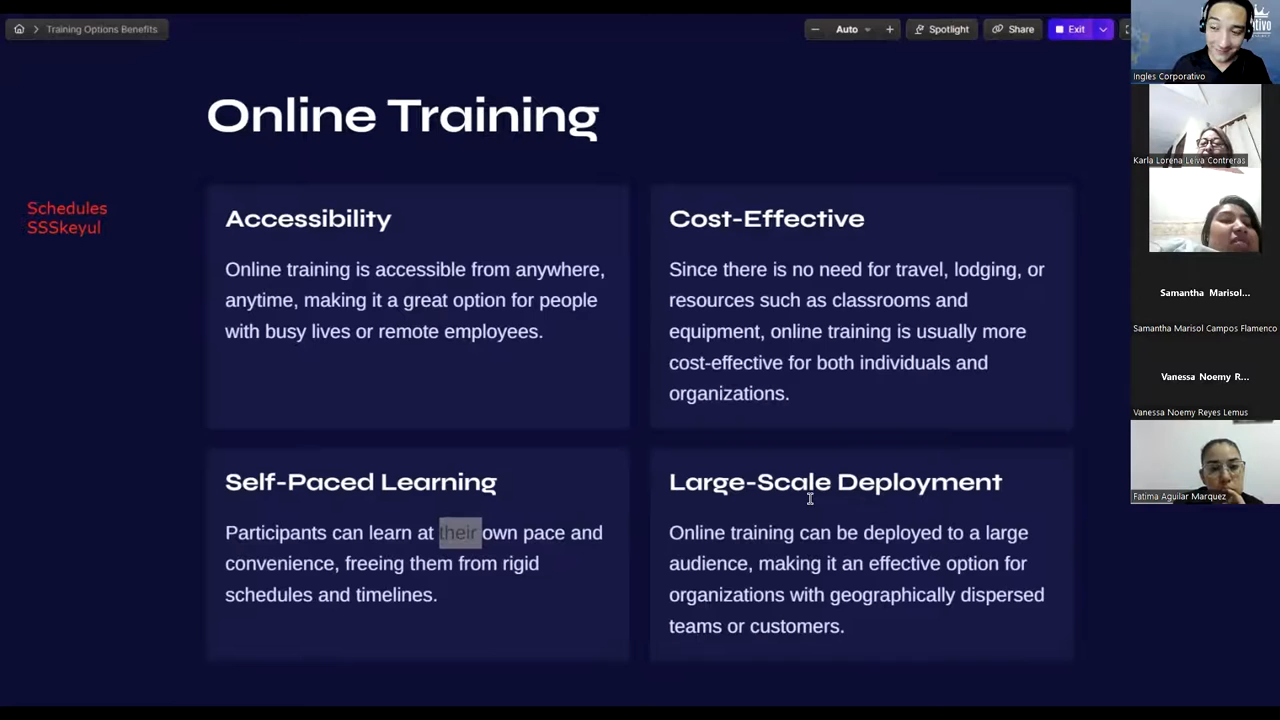 Training Options Benefits
Auto
Spotlight
Share
Exit
Online Training
Schedules
SSSkeyul
Accessibility
Online training is accessible from anywhere,
anytime, making it a great option for people
with busy lives or remote employees.
Cost-Effective
Since there is no need for travel, lodging, or
resources such as classrooms and
equipment, online training is usually more
cost-effective for both individuals and
organizations.
Self-Paced Learning
Participants can learn at their own pace and
convenience, freeing them from rigid
schedules and timelines.
Large-Scale Deployment
Online training can be deployed to a large
audience, making it an effective option for
organizations with geographically dispersed
teams or customers.
Ingles Corporativo
Karla Lorena Leiva Contreras
Samantha Marisol...
Samantha Marisol Campos Flamenco
Vanessa Noemy R...
Vanessa Noemy Reyes Lemus
Fatima Aguilar Marquez